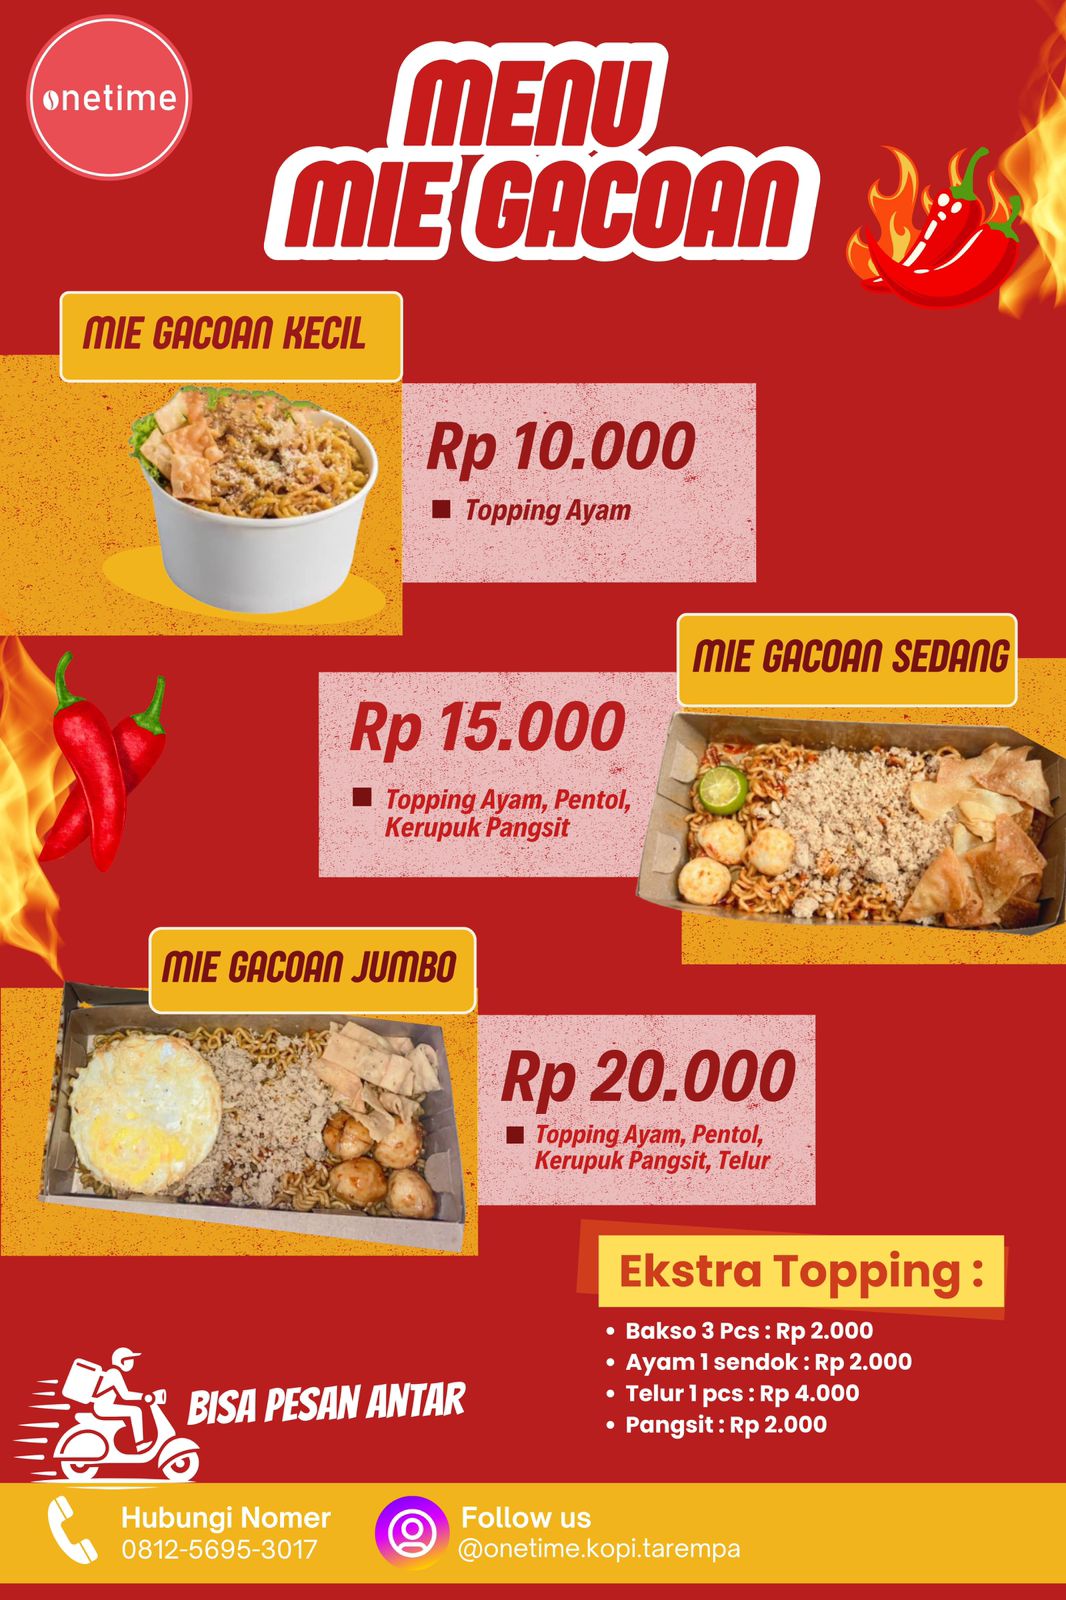 onetime
MENU
MIE GACOAN
MIE GACOAN KECIL
Rp 10.000
Topping Ayam
MIE GACOAN SEDANG
Rp 15.000
Topping Ayam, Pentol,
Kerupuk Pangsit
MIE GACOAN JUMBO
Rp 20.000
Topping Ayam, Pentol,
Kerupuk Pangsit, Telur
Ekstra Topping :
• Bakso 3 Pcs : Rp 2.000
• Ayam 1 sendok : Rp 2.000
• Telur 1 pcs : Rp 4.000
• Pangsit : Rp 2.000
BISA PESAN ANTAR
Hubungi Nomer
0812-5695-3017
Follow us
@onetime.kopi.tarempa